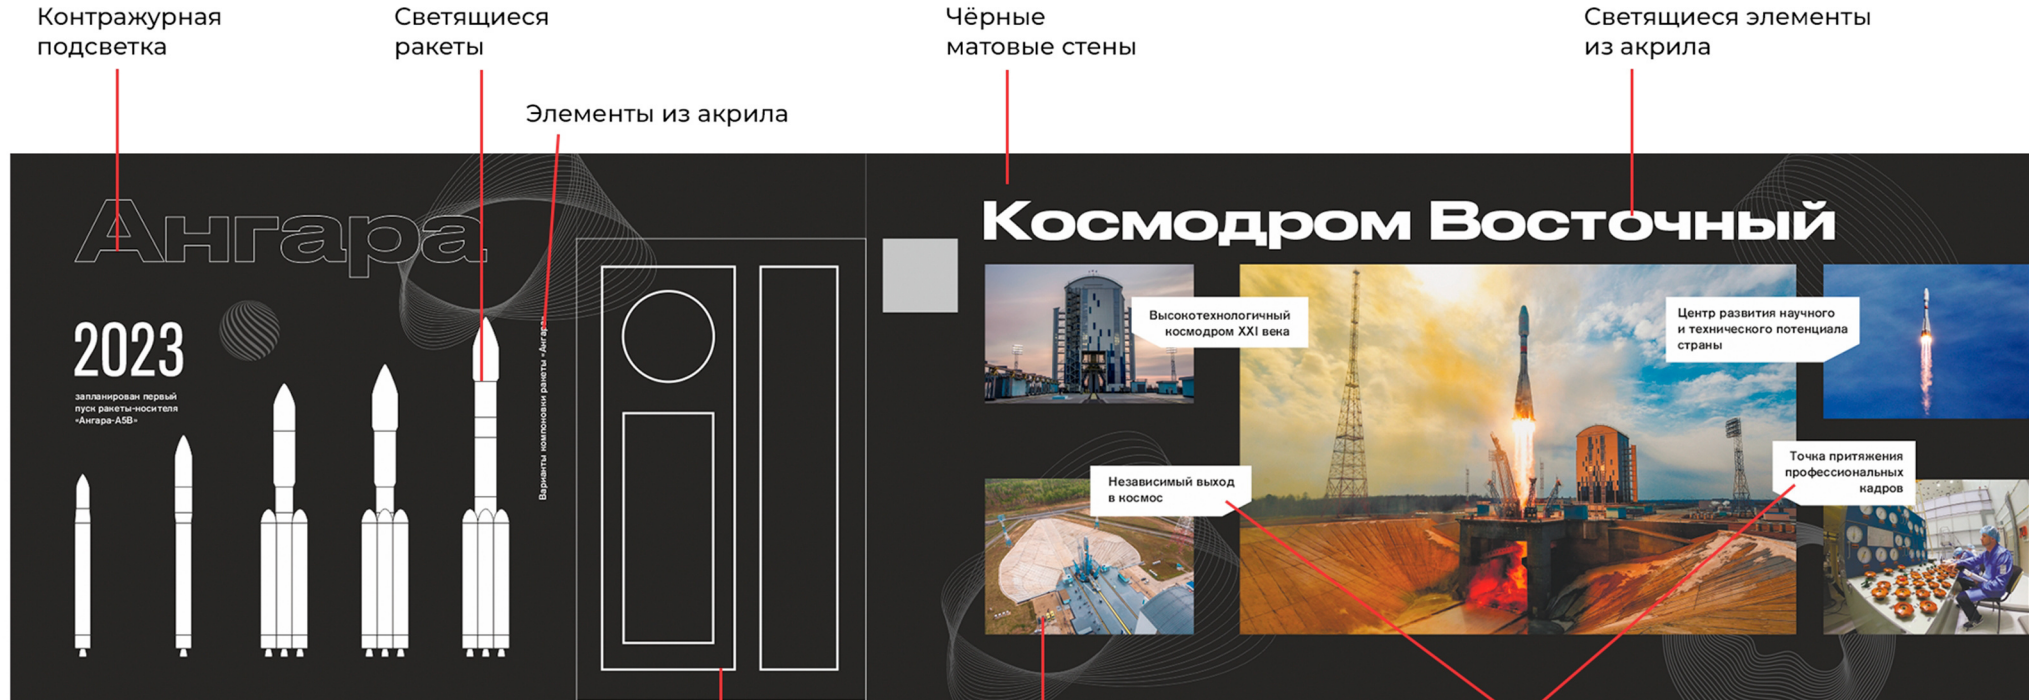 Контражурная
подсветка
Светящиеся
ракеты
Элементы из акрила
Чёрные
матовые стены
Светящиеся элементы
из акрила
Ангара
2023
запланирован первый
пуск ракеты-носителя
«Ангара-А5В»
Варианты компоновки ракеты «Ангара»
Космодром Восточный
Высокотехнологичный
космодром XXI века
Центр развития научного
и технического потенциала
страны
Независимый выход
в космос
Точка притяжения
профессиональных
кадров